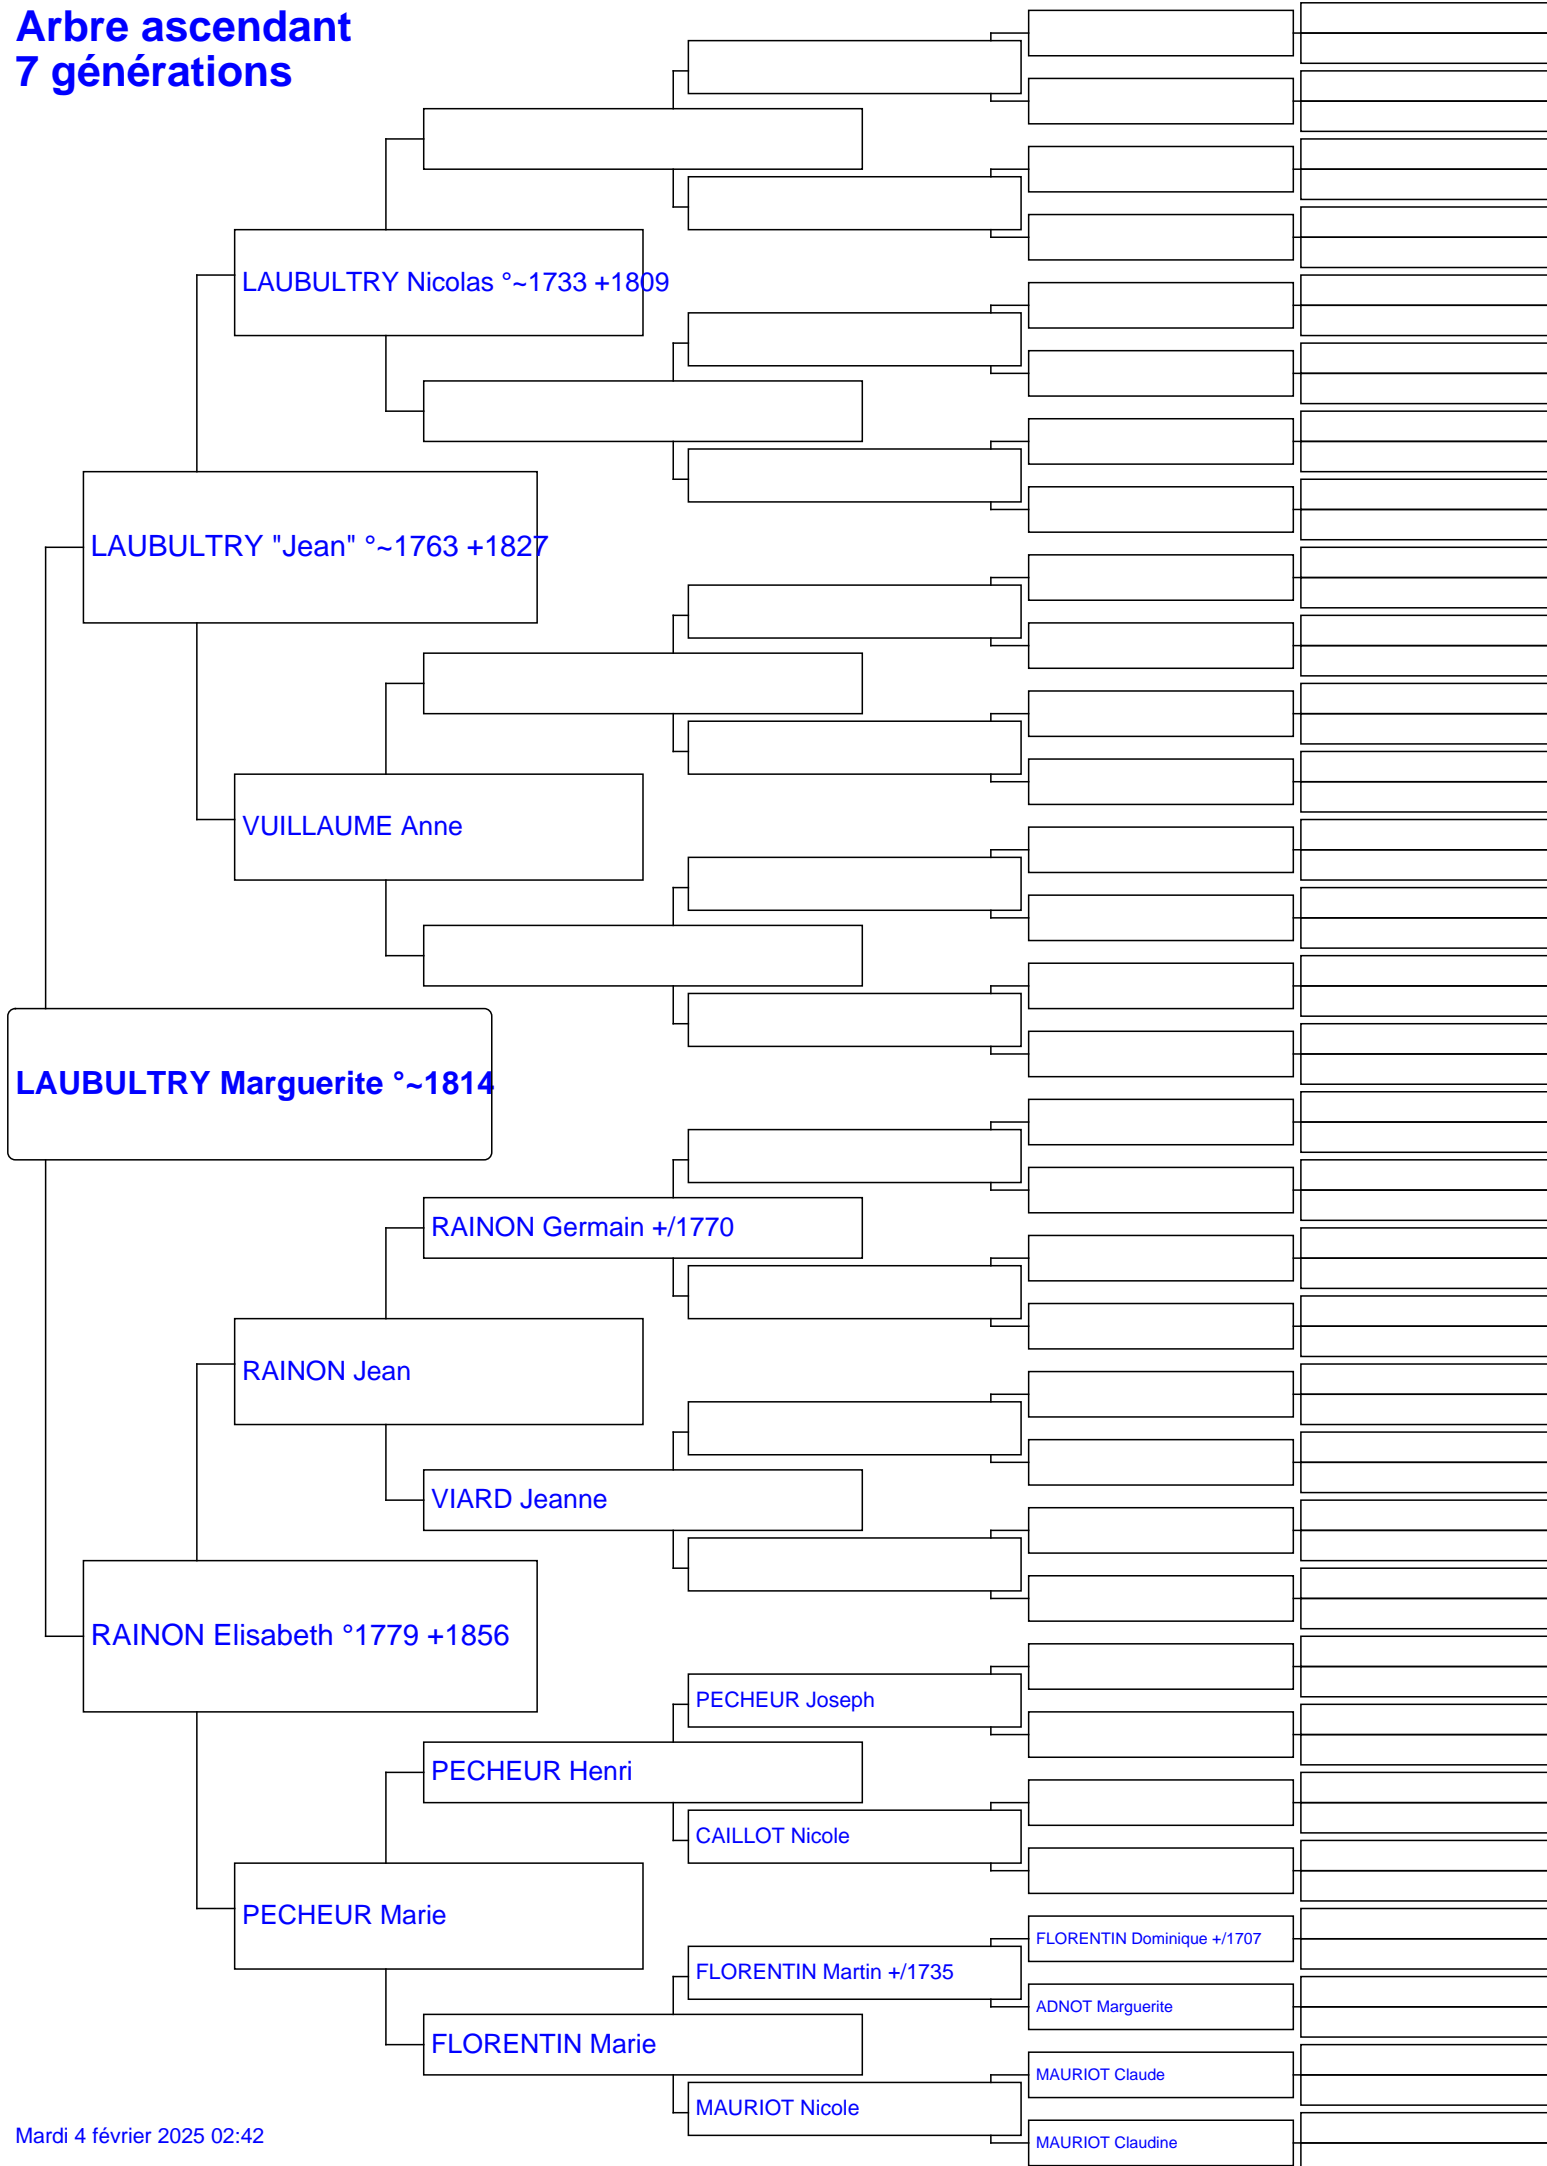 Arbre ascendant
7 générations
LAUBULTRY Nicolas °~1733 +1809
LAUBULTRY "Jean" °~1763 +1827
VUILLAUME Anne
LAUBULTRY Marguerite °~1814
RAINON Germain +/1770
RAINON Jean
VIARD Jeanne
RAINON Elisabeth °1779 +1856
PECHEUR Joseph
PECHEUR Henri
CAILLOT Nicole
PECHEUR Marie
FLORENTIN Dominique +/1707
FLORENTIN Martin +/1735
ADNOT Marguerite
FLORENTIN Marie
MAURIOT Claude
MAURIOT Nicole
MAURIOT Claudine
Mardi 4 février 2025 02:42